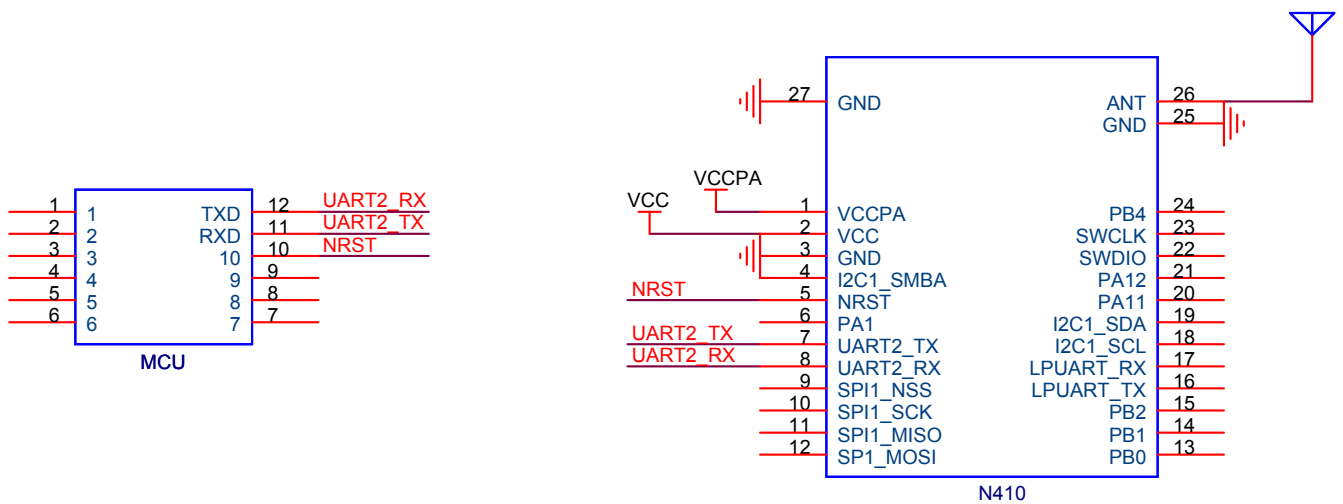 1 1 TXD 12 UART2_RX
2 2 RXD 11 UART2_TX
3 3 10 10 NRST
4 4 9 9
5 5 8 8
6 6 7 7
MCU
27 GND ANT 26
GND 25
VCCPA
VCC
1 VCCPA PB4 24
2 VCC SWCLK 23
3 GND SWDIO 22
4 I2C1_SMBA PA12 21
NRST 5 NRST PA11 20
6 PA1 I2C1_SDA 19
UART2_TX 7 UART2_TX I2C1_SCL 18
UART2_RX 8 UART2_RX LPUART_RX 17
9 SPI1_NSS LPUART_TX 16
10 SPI1_SCK PB2 15
11 SPI1_MISO PB1 14
12 SP1_MOSI PB0 13
N410